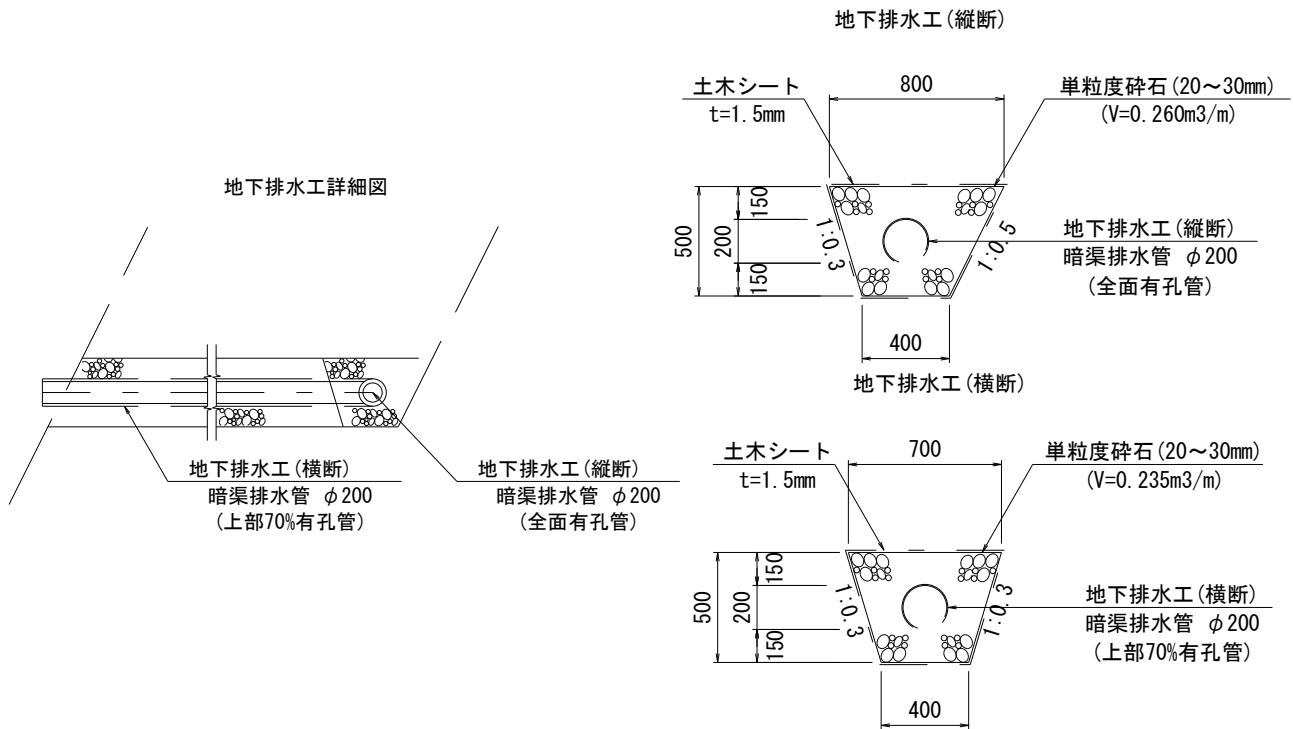 地下排水工(縦断)
土木シート
t=1.5mm
800
単粒度砕石(20～30mm)
(V=0.260m3/m)
500
150
200
150
1:0.3
1:0.5
地下排水工(縦断)
暗渠排水管 φ200
(全面有孔管)
400
地下排水工詳細図
地下排水工(横断)
暗渠排水管 φ200
(上部70%有孔管)
地下排水工(縦断)
暗渠排水管 φ200
(全面有孔管)
地下排水工(横断)
土木シート
t=1.5mm
700
単粒度砕石(20～30mm)
(V=0.235m3/m)
500
150
200
150
1:0.3
1:0.3
地下排水工(横断)
暗渠排水管 φ200
(上部70%有孔管)
400